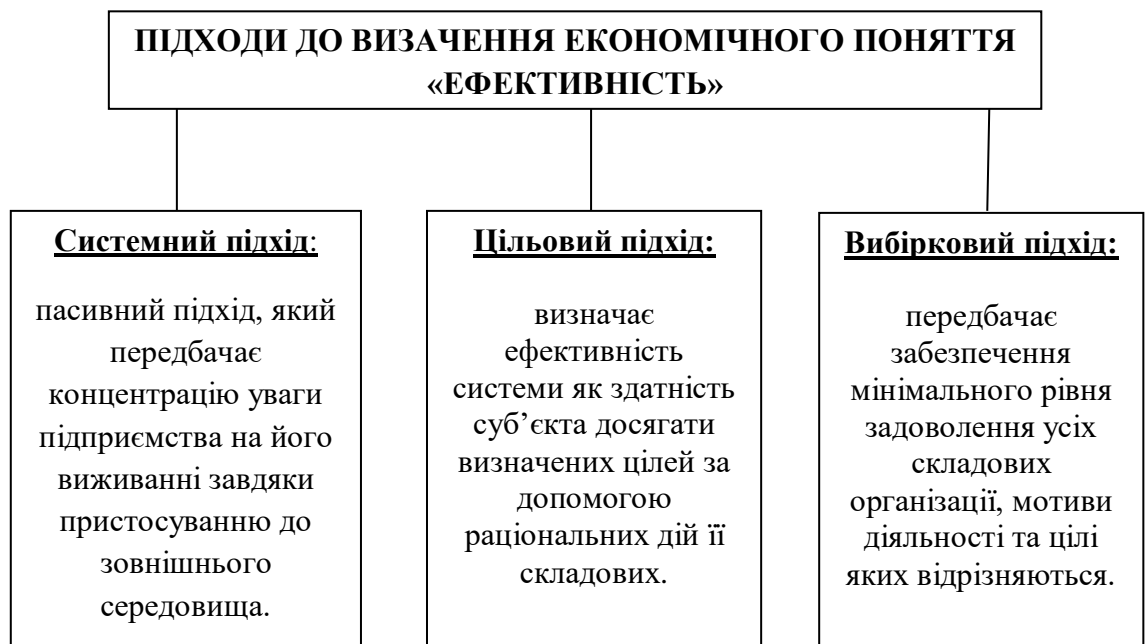 ПІДХОДИ ДО ВИЗАЧЕННЯ ЕКОНОМІЧНОГО ПОНЯТТЯ
«ЕФЕКТИВНІСТЬ»
Системний підхід:
пасивний підхід, який
передбачає
концентрацію уваги
підприємства на його
виживанні завдяки
пристосуванню до
зовнішнього
середовища.
Цільовий підхід:
визначає
ефективність
системи як здатність
суб’єкта досягати
визначених цілей за
допомогою
раціональних дій її
складових.
Вибірковий підхід:
передбачає
забезпечення
мінімального рівня
задоволення усіх
складових
організації, мотиви
діяльності та цілі
яких відрізняються.